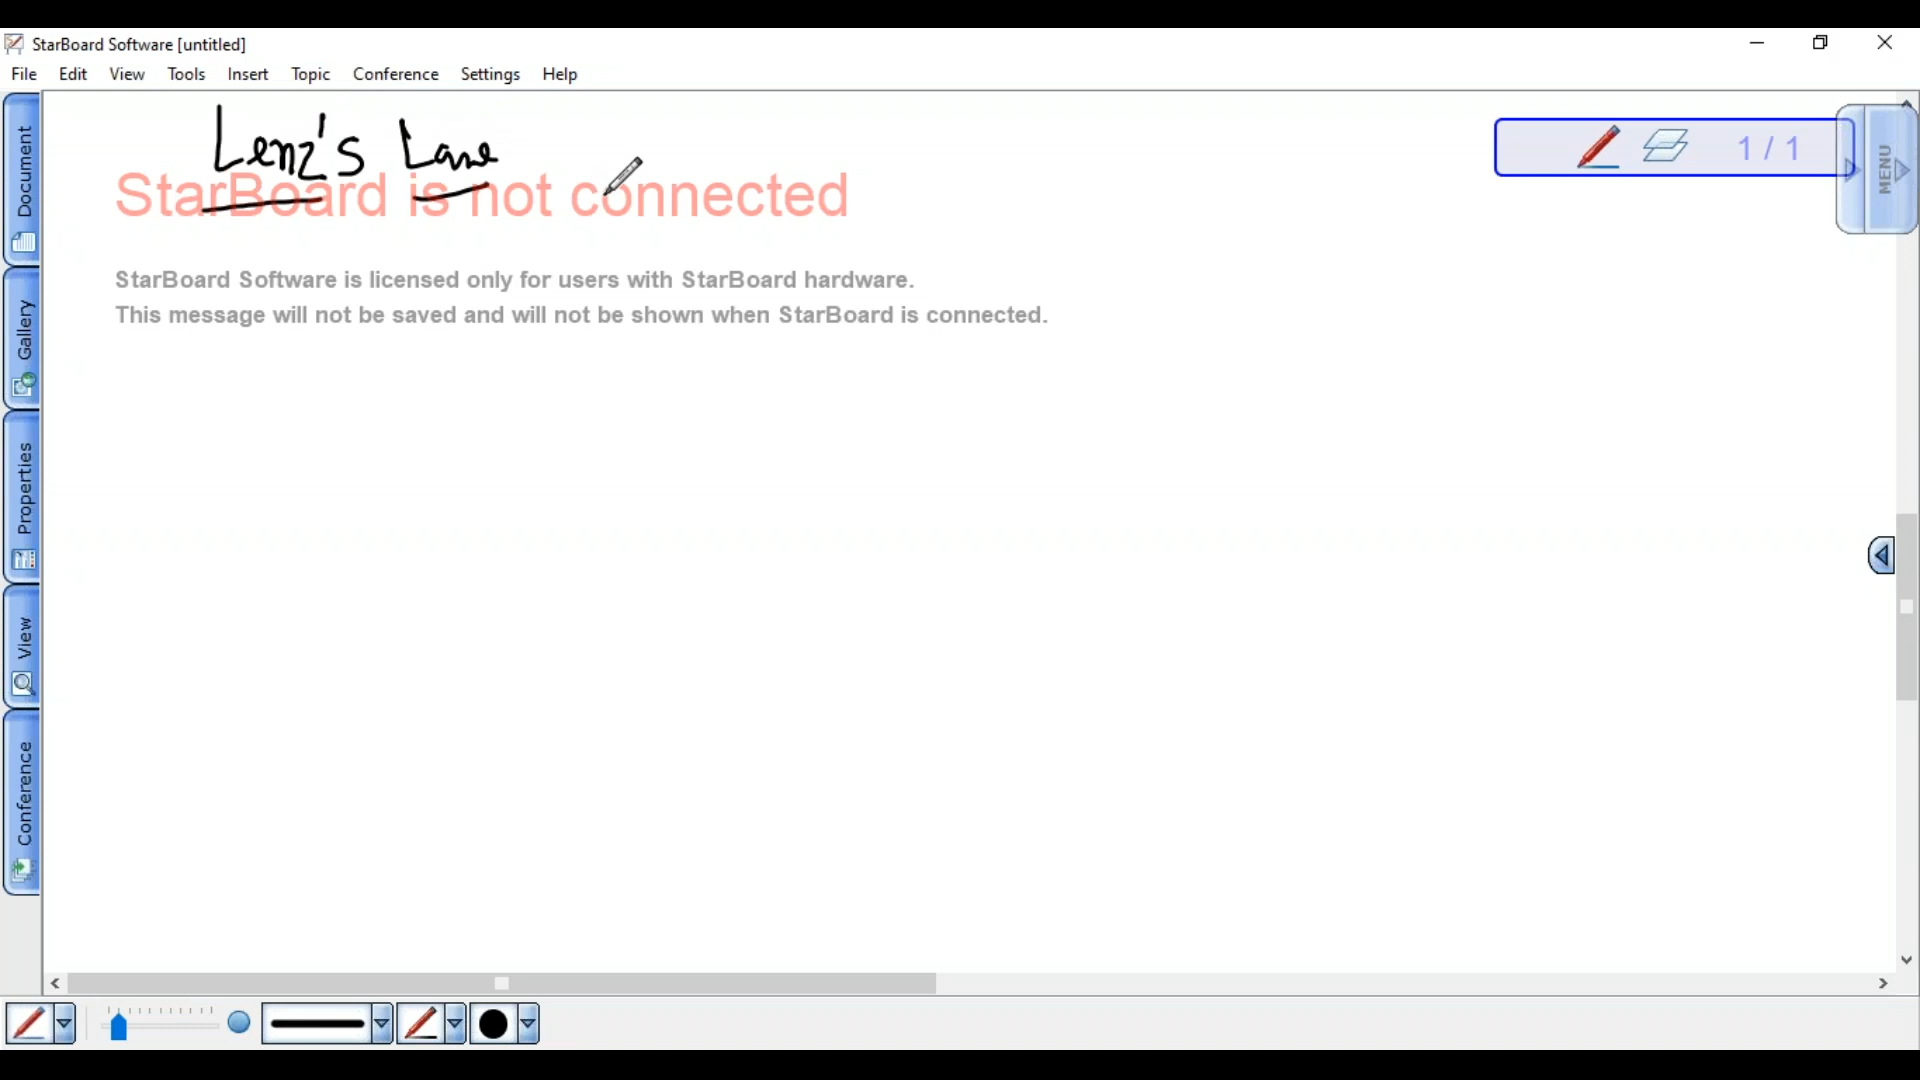 StarBoard Software [untitled]
File Edit View Tools Insert Topic Conference Settings Help
Lenz's Lane
StarBoard is not connected
StarBoard Software is licensed only for users with StarBoard hardware.
This message will not be saved and will not be shown when StarBoard is connected.
1 / 1
MENU
Document
Gallery
Properties
View
Conference